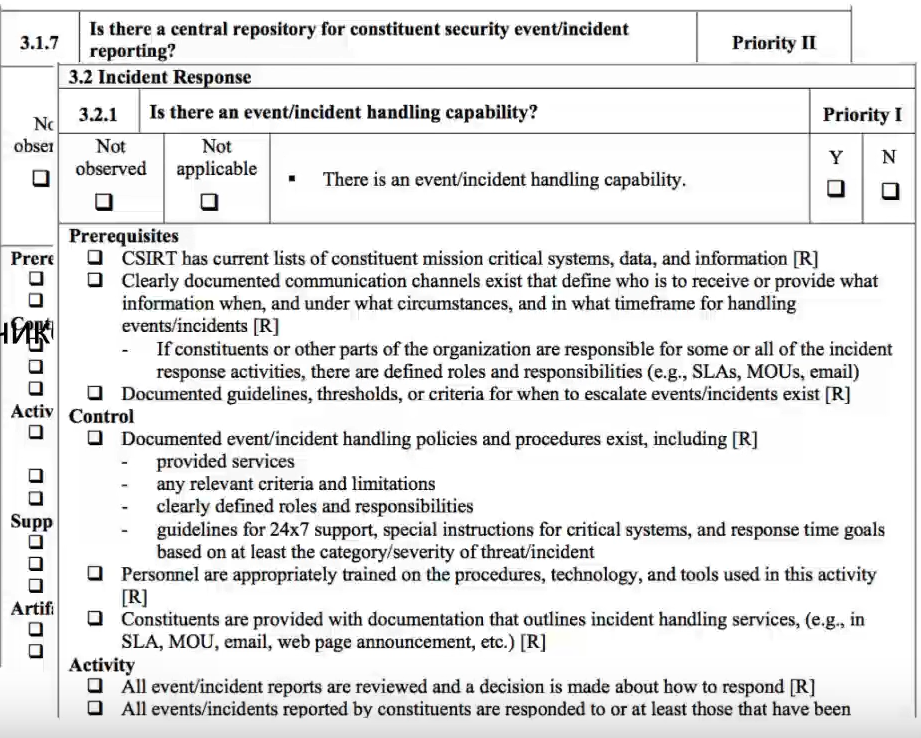 3.1.7
Is there a central repository for constituent security event/incident
reporting?
Priority II
3.2 Incident Response
3.2.1
Is there an event/incident handling capability?
Priority I
Not
observed
❑
Not
applicable
❑
▪ There is an event/incident handling capability.
Y
❑
N
❑
Prerequisites
❑ CSIRT has current lists of constituent mission critical systems, data, and information [R]
❑ Clearly documented communication channels exist that define who is to receive or provide what
information when, and under what circumstances, and in what timeframe for handling
events/incidents [R]
- If constituents or other parts of the organization are responsible for some or all of the incident
response activities, there are defined roles and responsibilities (e.g., SLAs, MOUs, email)
❑ Documented guidelines, thresholds, or criteria for when to escalate events/incidents exist [R]
Control
❑ Documented event/incident handling policies and procedures exist, including [R]
- provided services
- any relevant criteria and limitations
- clearly defined roles and responsibilities
- guidelines for 24x7 support, special instructions for critical systems, and response time goals
based on at least the category/severity of threat/incident
❑ Personnel are appropriately trained on the procedures, technology, and tools used in this activity
[R]
❑ Constituents are provided with documentation that outlines incident handling services, (e.g., in
SLA, MOU, email, web page announcement, etc.) [R]
Activity
❑ All event/incident reports are reviewed and a decision is made about how to respond [R]
❑ All events/incidents reported by constituents are responded to or at least those that have been
Prere
Activ
Supp
Artif